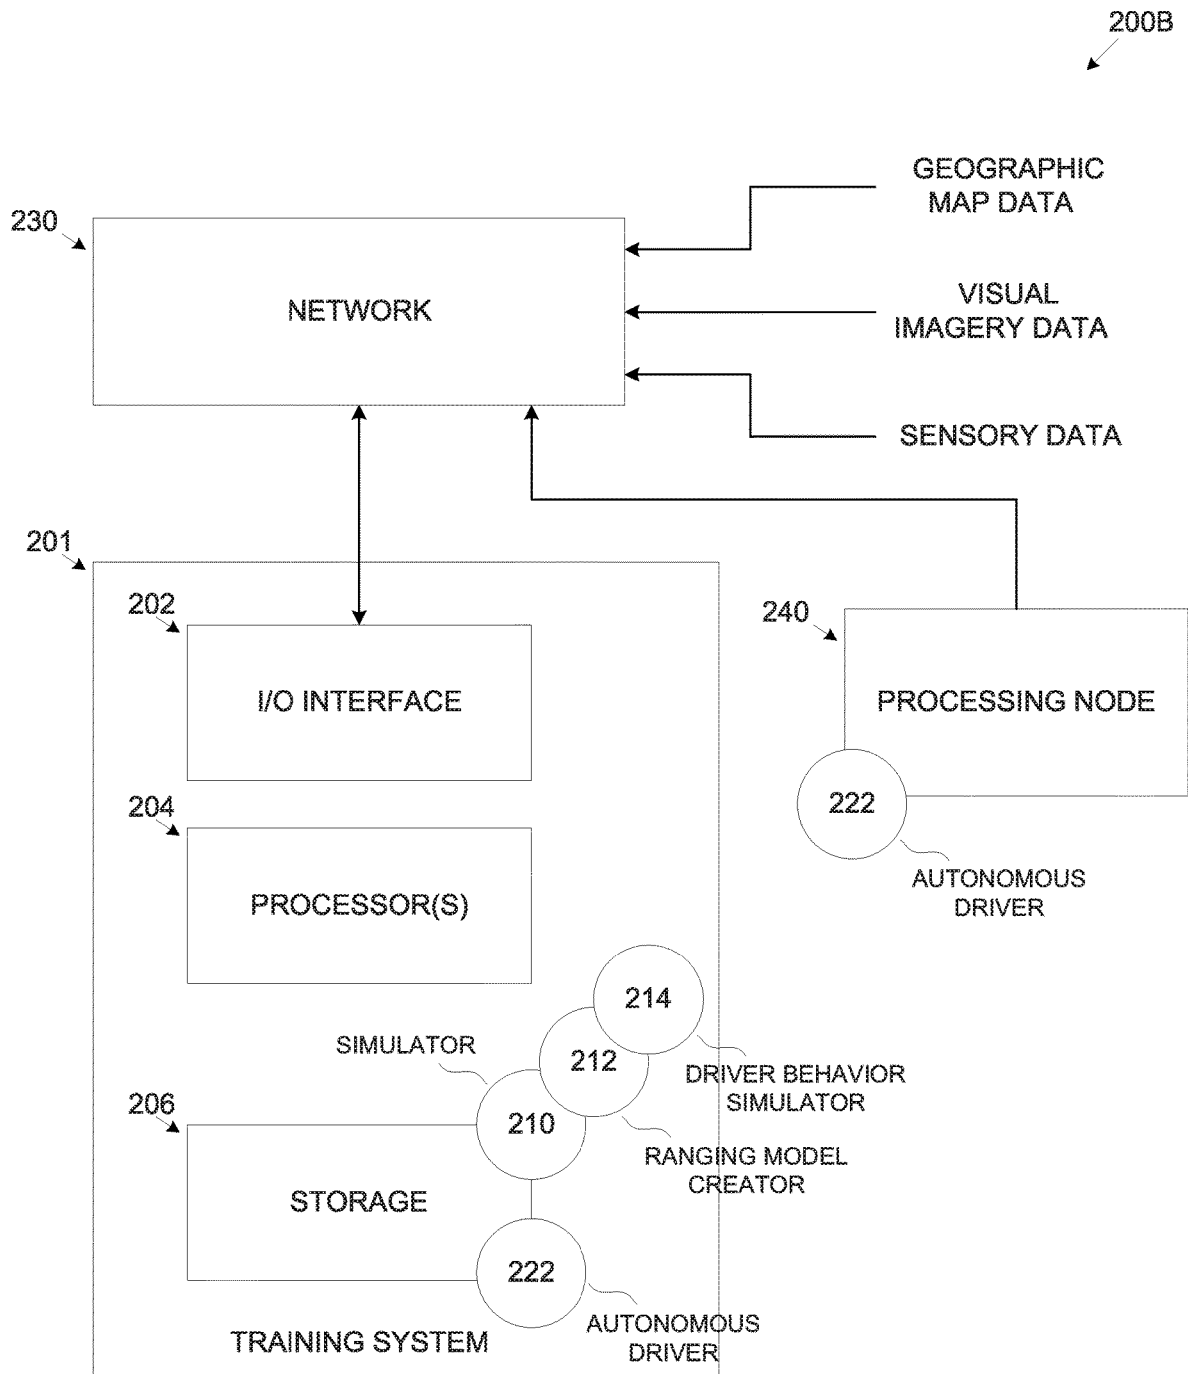 200B
GEOGRAPHIC
MAP DATA
230
NETWORK
VISUAL
IMAGERY DATA
SENSORY DATA
201
202
I/O INTERFACE
240
PROCESSING NODE
222
AUTONOMOUS
DRIVER
204
PROCESSOR(S)
214
SIMULATOR
212
DRIVER BEHAVIOR
SIMULATOR
206
210
RANGING MODEL
CREATOR
STORAGE
222
AUTONOMOUS
DRIVER
TRAINING SYSTEM